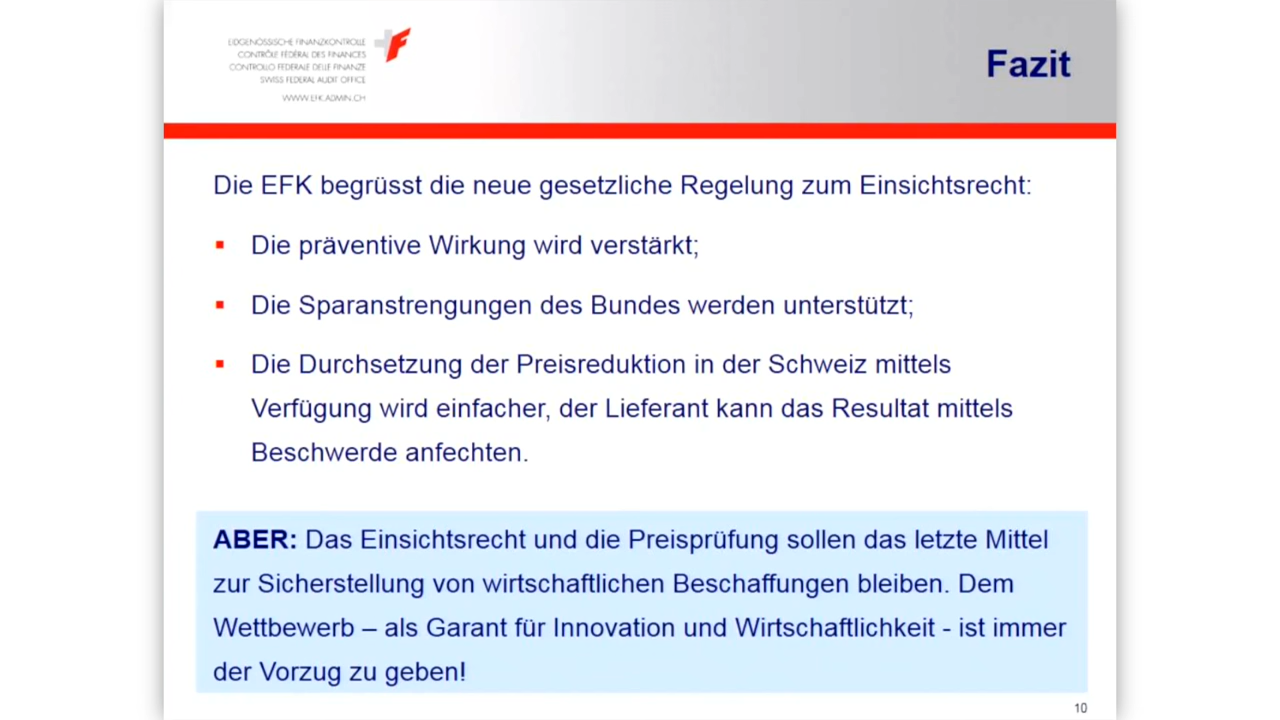 EIDGENÖSSISCHE FINANZKONTROLLE
CONTRÔLE FÉDÉRAL DES FINANCES
CONTROLLO FEDERALE DELLE FINANZE
SWISS FEDERAL AUDIT OFFICE
WWW.EFK.ADMIN.CH
Fazit
Die EFK begrüsst die neue gesetzliche Regelung zum Einsichtsrecht:
Die präventive Wirkung wird verstärkt;
Die Sparanstrengungen des Bundes werden unterstützt;
Die Durchsetzung der Preisreduktion in der Schweiz mittels
Verfügung wird einfacher, der Lieferant kann das Resultat mittels
Beschwerde anfechten.
ABER: Das Einsichtsrecht und die Preisprüfung sollen das letzte Mittel
zur Sicherstellung von wirtschaftlichen Beschaffungen bleiben. Dem
Wettbewerb – als Garant für Innovation und Wirtschaftlichkeit - ist immer
der Vorzug zu geben!
10